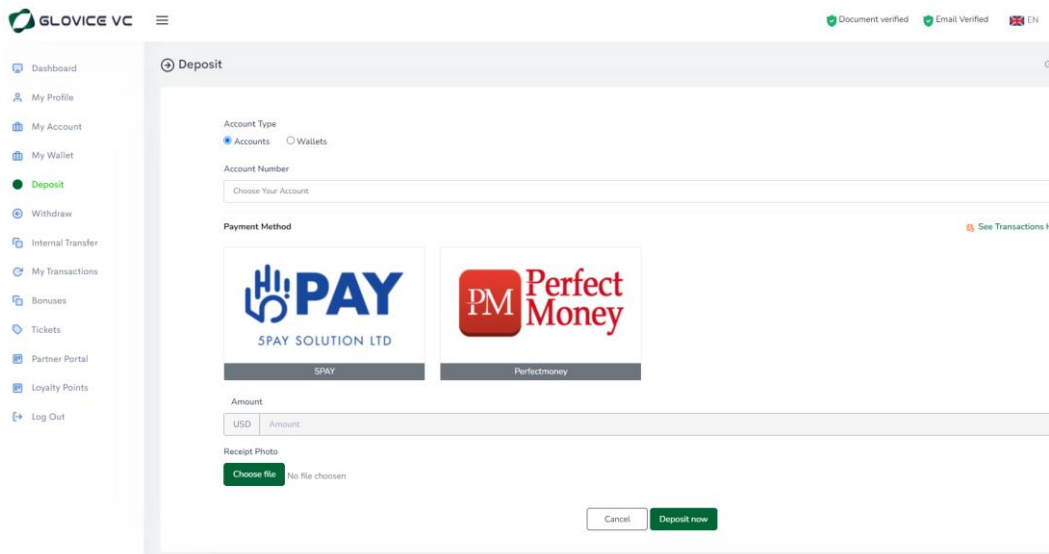 GLOVICE VC
Document verified
Email Verified
EN
Dashboard
My Profile
My Account
My Wallet
Deposit
Withdraw
Internal Transfer
My Transactions
Bonuses
Tickets
Partner Portal
Loyalty Points
Log Out
Deposit
Account Type
Accounts
Wallets
Account Number
Choose Your Account
Payment Method
See Transactions
5PAY
5PAY SOLUTION LTD
5PAY
PM Perfect
Money
Perfectmoney
Amount
USD
Amount
Receipt Photo
Choose file
No file choosen
Cancel
Deposit now